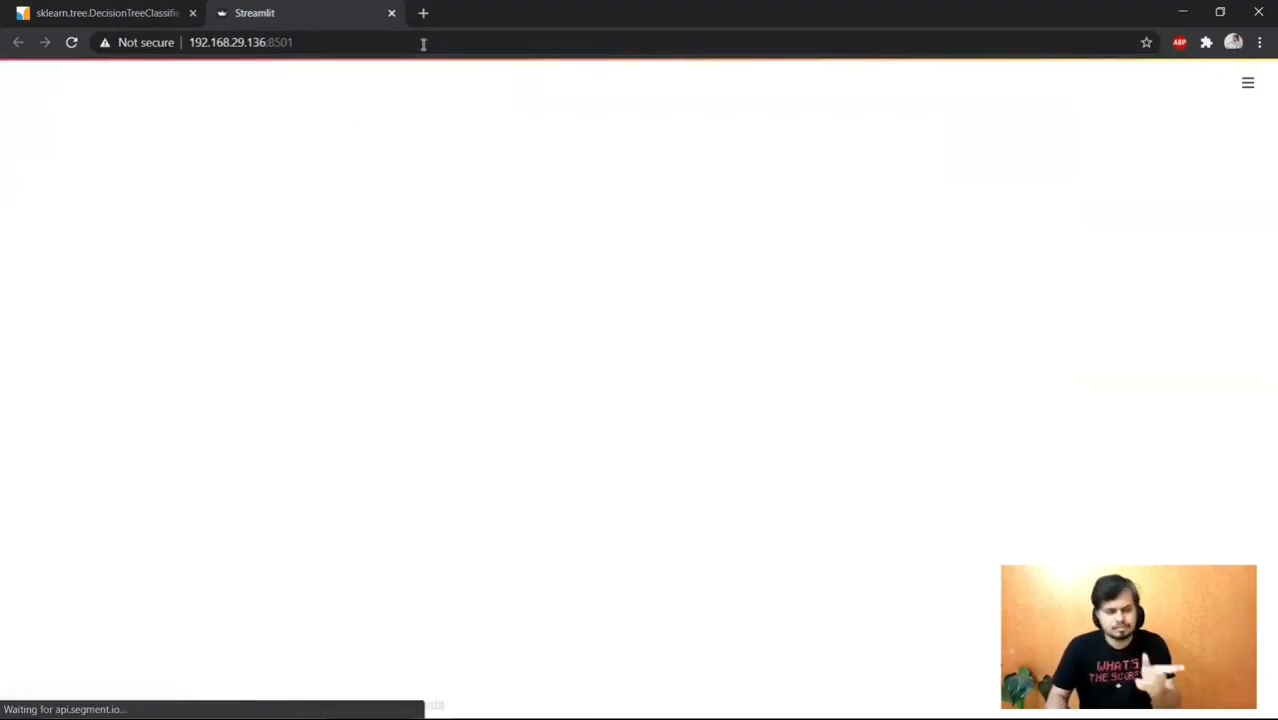 sklearn.tree.DecisionTreeClassifie
Streamlit
Not secure
192.168.29.136:8501
ABP
WHAT'S
THE SCORE?
Waiting for api.segment.io...